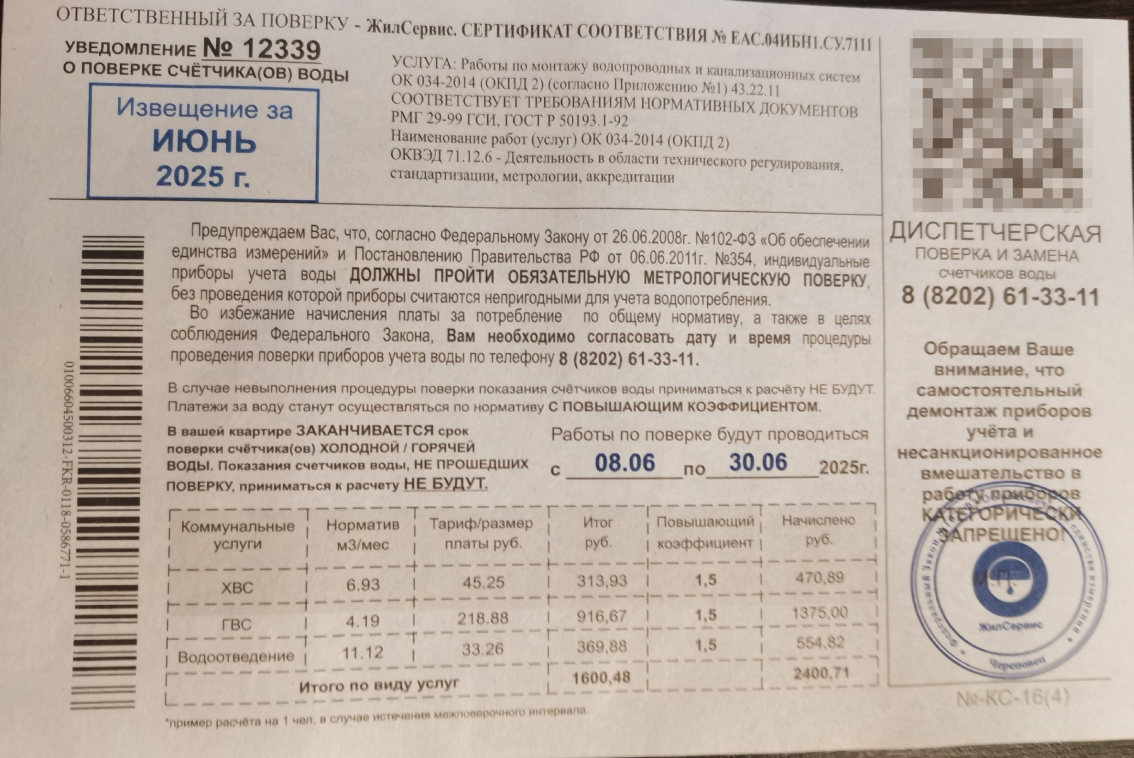 ОТВЕТСТВЕННЫЙ ЗА ПОВЕРКУ - ЖилСервис. СЕРТИФИКАТ СООТВЕТСТВИЯ № ЕАС.04ИБН1.СУ.7111
УВЕДОМЛЕНИЕ № 12339
О ПОВЕРКЕ СЧЁТЧИКА(ОВ) ВОДЫ
Извещение за
ИЮНЬ
2025 г.
УСЛУГА: Работы по монтажу водопроводных и канализационных систем
ОК 034-2014 (ОКПД 2) (согласно Приложению №1) 43.22.11
СООТВЕТСТВУЕТ ТРЕБОВАНИЯМ НОРМАТИВНЫХ ДОКУМЕНТОВ
РМГ 29-99 ГСИ, ГОСТ Р 50193.1-92
Наименование работ (услуг) ОК 034-2014 (ОКПД 2)
ОКВЭД 71.12.6 - Деятельность в области технического регулирования,
стандартизации, метрологии, аккредитации
01006604500312-FKR-0118-0586771-1
Предупреждаем Вас, что, согласно Федеральному Закону от 26.06.2008г. №102-ФЗ «Об обеспечении
единства измерений» и Постановлению Правительства РФ от 06.06.2011г. №354, индивидуальные
приборы учета воды ДОЛЖНЫ ПРОЙТИ ОБЯЗАТЕЛЬНУЮ МЕТРОЛОГИЧЕСКУЮ ПОВЕРКУ,
без проведения которой приборы считаются непригодными для учета водопотребления.
Во избежание начисления платы за потребление по общему нормативу, а также в целях
соблюдения Федерального Закона, Вам необходимо согласовать дату и время процедуры
проведения поверки приборов учета воды по телефону 8 (8202) 61-33-11.
В случае невыполнения процедуры поверки показания счётчиков воды приниматься к расчёту НЕ БУДУТ.
Платежи за воду станут осуществляться по нормативу С ПОВЫШАЮЩИМ КОЭФФИЦИЕНТОМ.
В вашей квартире ЗАКАНЧИВАЕТСЯ срок
поверки счётчика(ов) ХОЛОДНОЙ / ГОРЯЧЕЙ
ВОДЫ. Показания счетчиков воды, НЕ ПРОШЕДШИХ
ПОВЕРКУ, приниматься к расчету НЕ БУДУТ.
Работы по поверке будут проводиться
с 08.06 по 30.06 2025г.
Коммунальные услуги Норматив м3/мес Тариф/размер платы руб. Итог руб. Повышающий коэффициент Начислено руб.
ХВС 6.93 45.25 313,93 1,5 470,89
ГВС 4.19 218.88 916,67 1,5 1375,00
Водоотведение 11.12 33.26 369,88 1,5 554,82
Итого по виду услуг 1600,48 2400,71
*пример расчёта на 1 чел. в случае истечения межповерочного интервала.
ДИСПЕТЧЕРСКАЯ
ПОВЕРКА И ЗАМЕНА
счетчиков воды
8 (8202) 61-33-11
Обращаем Ваше
внимание, что
самостоятельный
демонтаж приборов
учёта и
несанкционированное
вмешательство в
работу приборов
КАТЕГОРИЧЕСКИ
ЗАПРЕЩЕНО!
ЖилСервис
Череповец
№-КС-16(4)